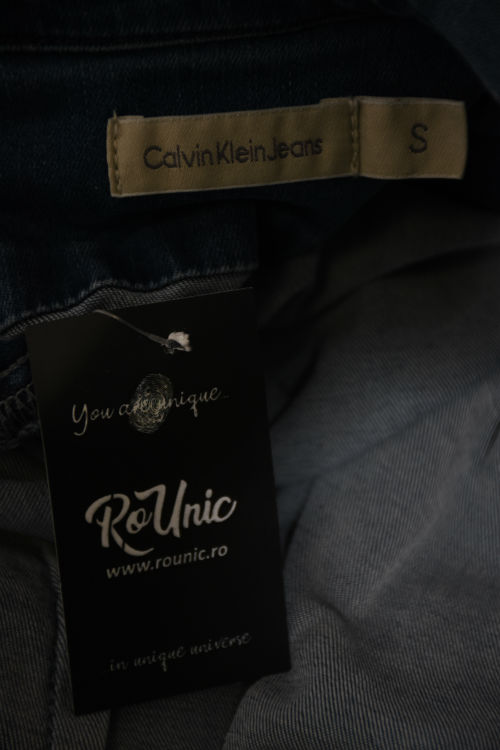 CalvinKleinJeans
S
You are unique...
RoUnic
www.rounic.ro
...in unique universe